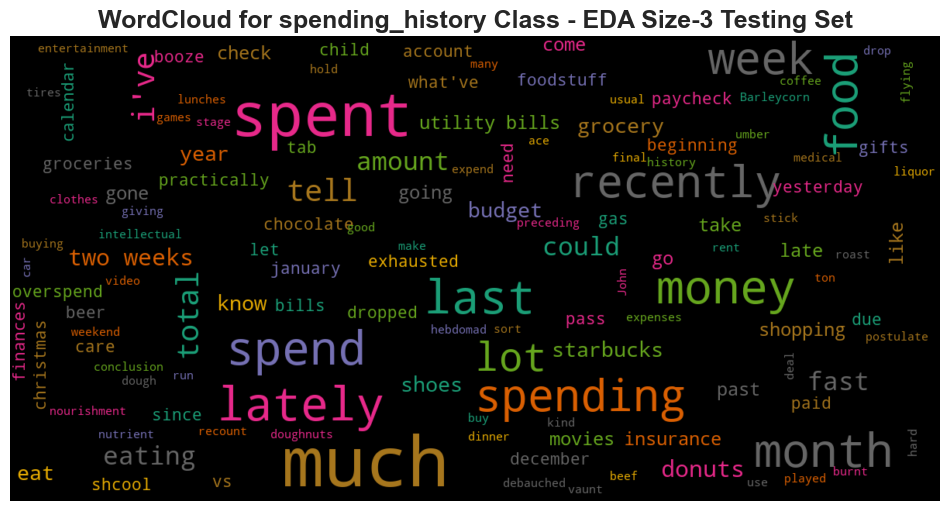 WordCloud for spending_history Class - EDA Size-3 Testing Set
entertainment
booze
check
child
account
come
week
drop
i've
hold
many
what've
foodstuff
coffee
flying
food
tires
calendar
lunches
games
stage
spent
utility bills
usual
paycheck
Barleycorn
grocery
umber
beginning
gifts
ace
final
history
medical
liquor
year
tab
amount
expend
need
groceries
practically
tell
going
recently
yesterday
gone
clothes
giving
budget
preceding
gas
take
stick
like
chocolate
good
intellectual
buying
let
make
could
rent
late
roast
two weeks
january
exhausted
go
car
video
total
last
John
money
ton
overspend
know
bills
dropped
pass
expenses
beer
hebdomad
sort
shopping
due
postulate
finances
christmas
weekend
care
spend
lot
starbucks
deal
conclusion
dough
run
shoes
spending
past
fast
lately
paid
nourishment
since
buy
kind
nutrient
recount
doughnuts
dinner
movies
insurance
month
hard
eating
much
december
donuts
played
burnt
eat
shcool
vs
debauched
vaunt
beef
use